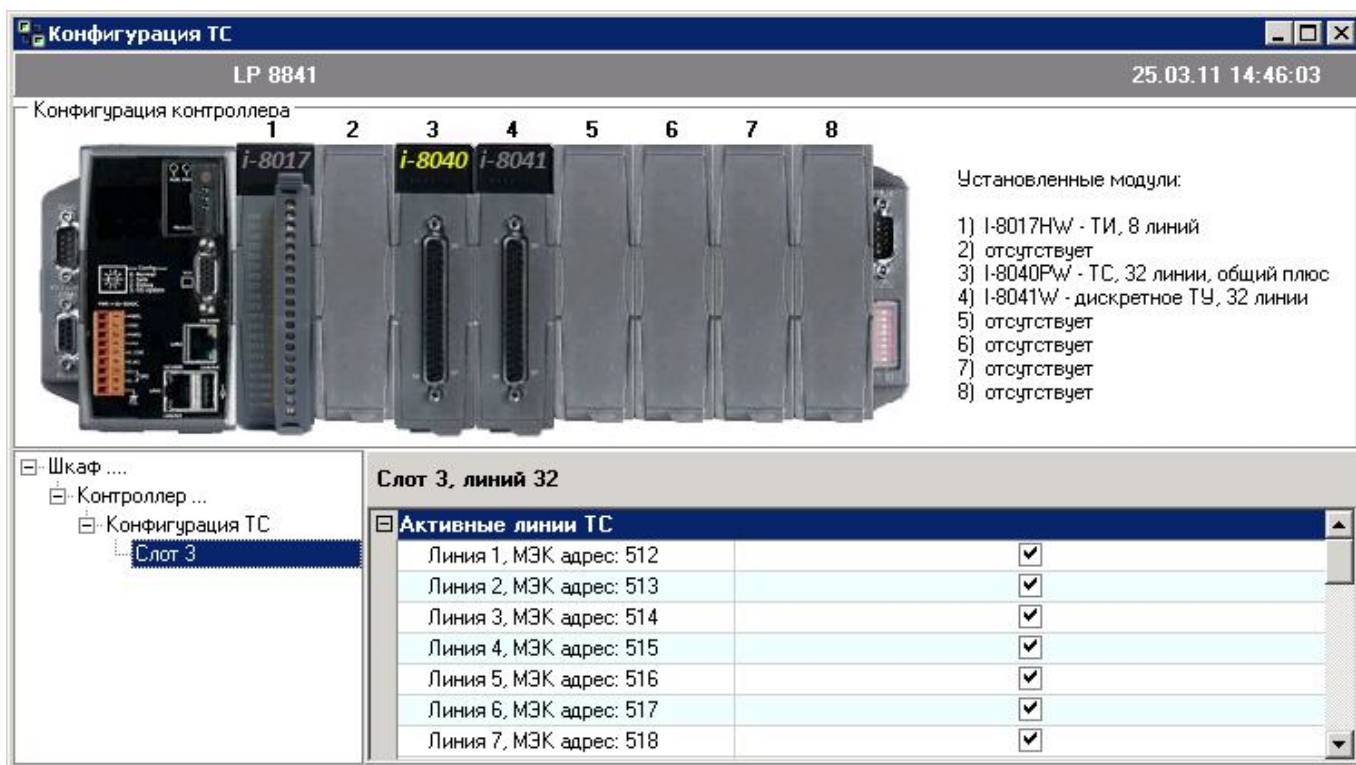 Конфигурация ТС
LP 8841
25.03.11 14:46:03
Конфигурация контроллера
1 2 3 4 5 6 7 8
i-8017
i-8040
i-8041
Установленные модули:
1) I-8017HW - ТИ, 8 линий
2) отсутствует
3) I-8040PW - ТС, 32 линии, общий плюс
4) I-8041W - дискретное ТУ, 32 линии
5) отсутствует
6) отсутствует
7) отсутствует
8) отсутствует
Шкаф ....
Контроллер ...
Конфигурация ТС
Слот 3
Слот 3, линий 32
Активные линии ТС
Линия 1, МЭК адрес: 512
Линия 2, МЭК адрес: 513
Линия 3, МЭК адрес: 514
Линия 4, МЭК адрес: 515
Линия 5, МЭК адрес: 516
Линия 6, МЭК адрес: 517
Линия 7, МЭК адрес: 518